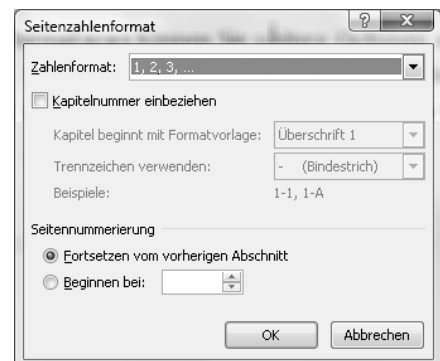 Seitenzahlenformat
Zahlenformat: 1, 2, 3, ...
Kapitelnummer einbeziehen
Kapitel beginnt mit Formatvorlage: Überschrift 1
Trennzeichen verwenden: - (Bindestrich)
Beispiele: 1-1, 1-A
Seitennummerierung
Fortsetzen vom vorherigen Abschnitt
Beginnen bei:
OK Abbrechen